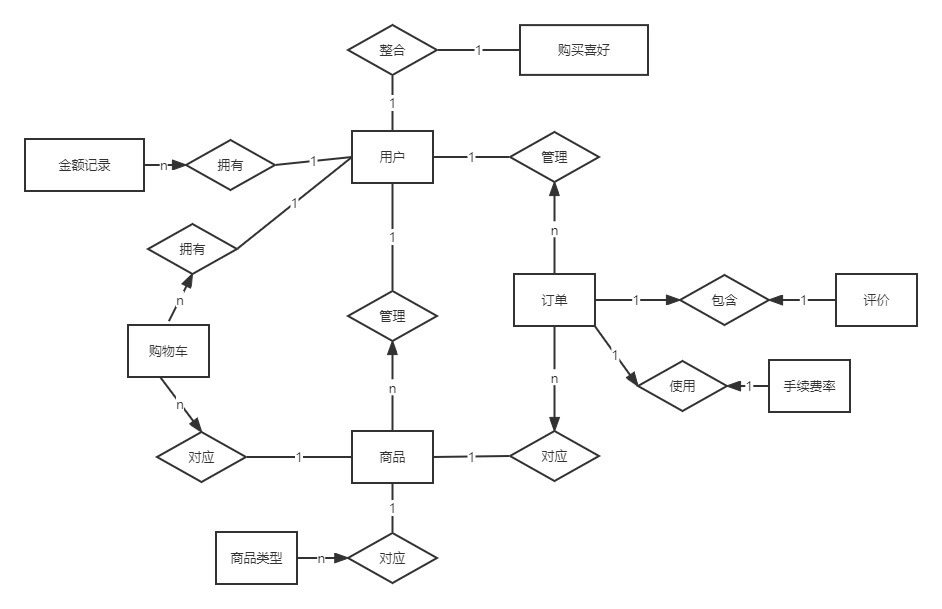 整合
1
购买喜好
1
金额记录
n
拥有
1
用户
1
管理
1
拥有
1
n
n
订单
1
包含
1
评价
管理
购物车
1
n
使用
1
手续费率
n
n
对应
1
商品
1
对应
1
商品类型
n
对应